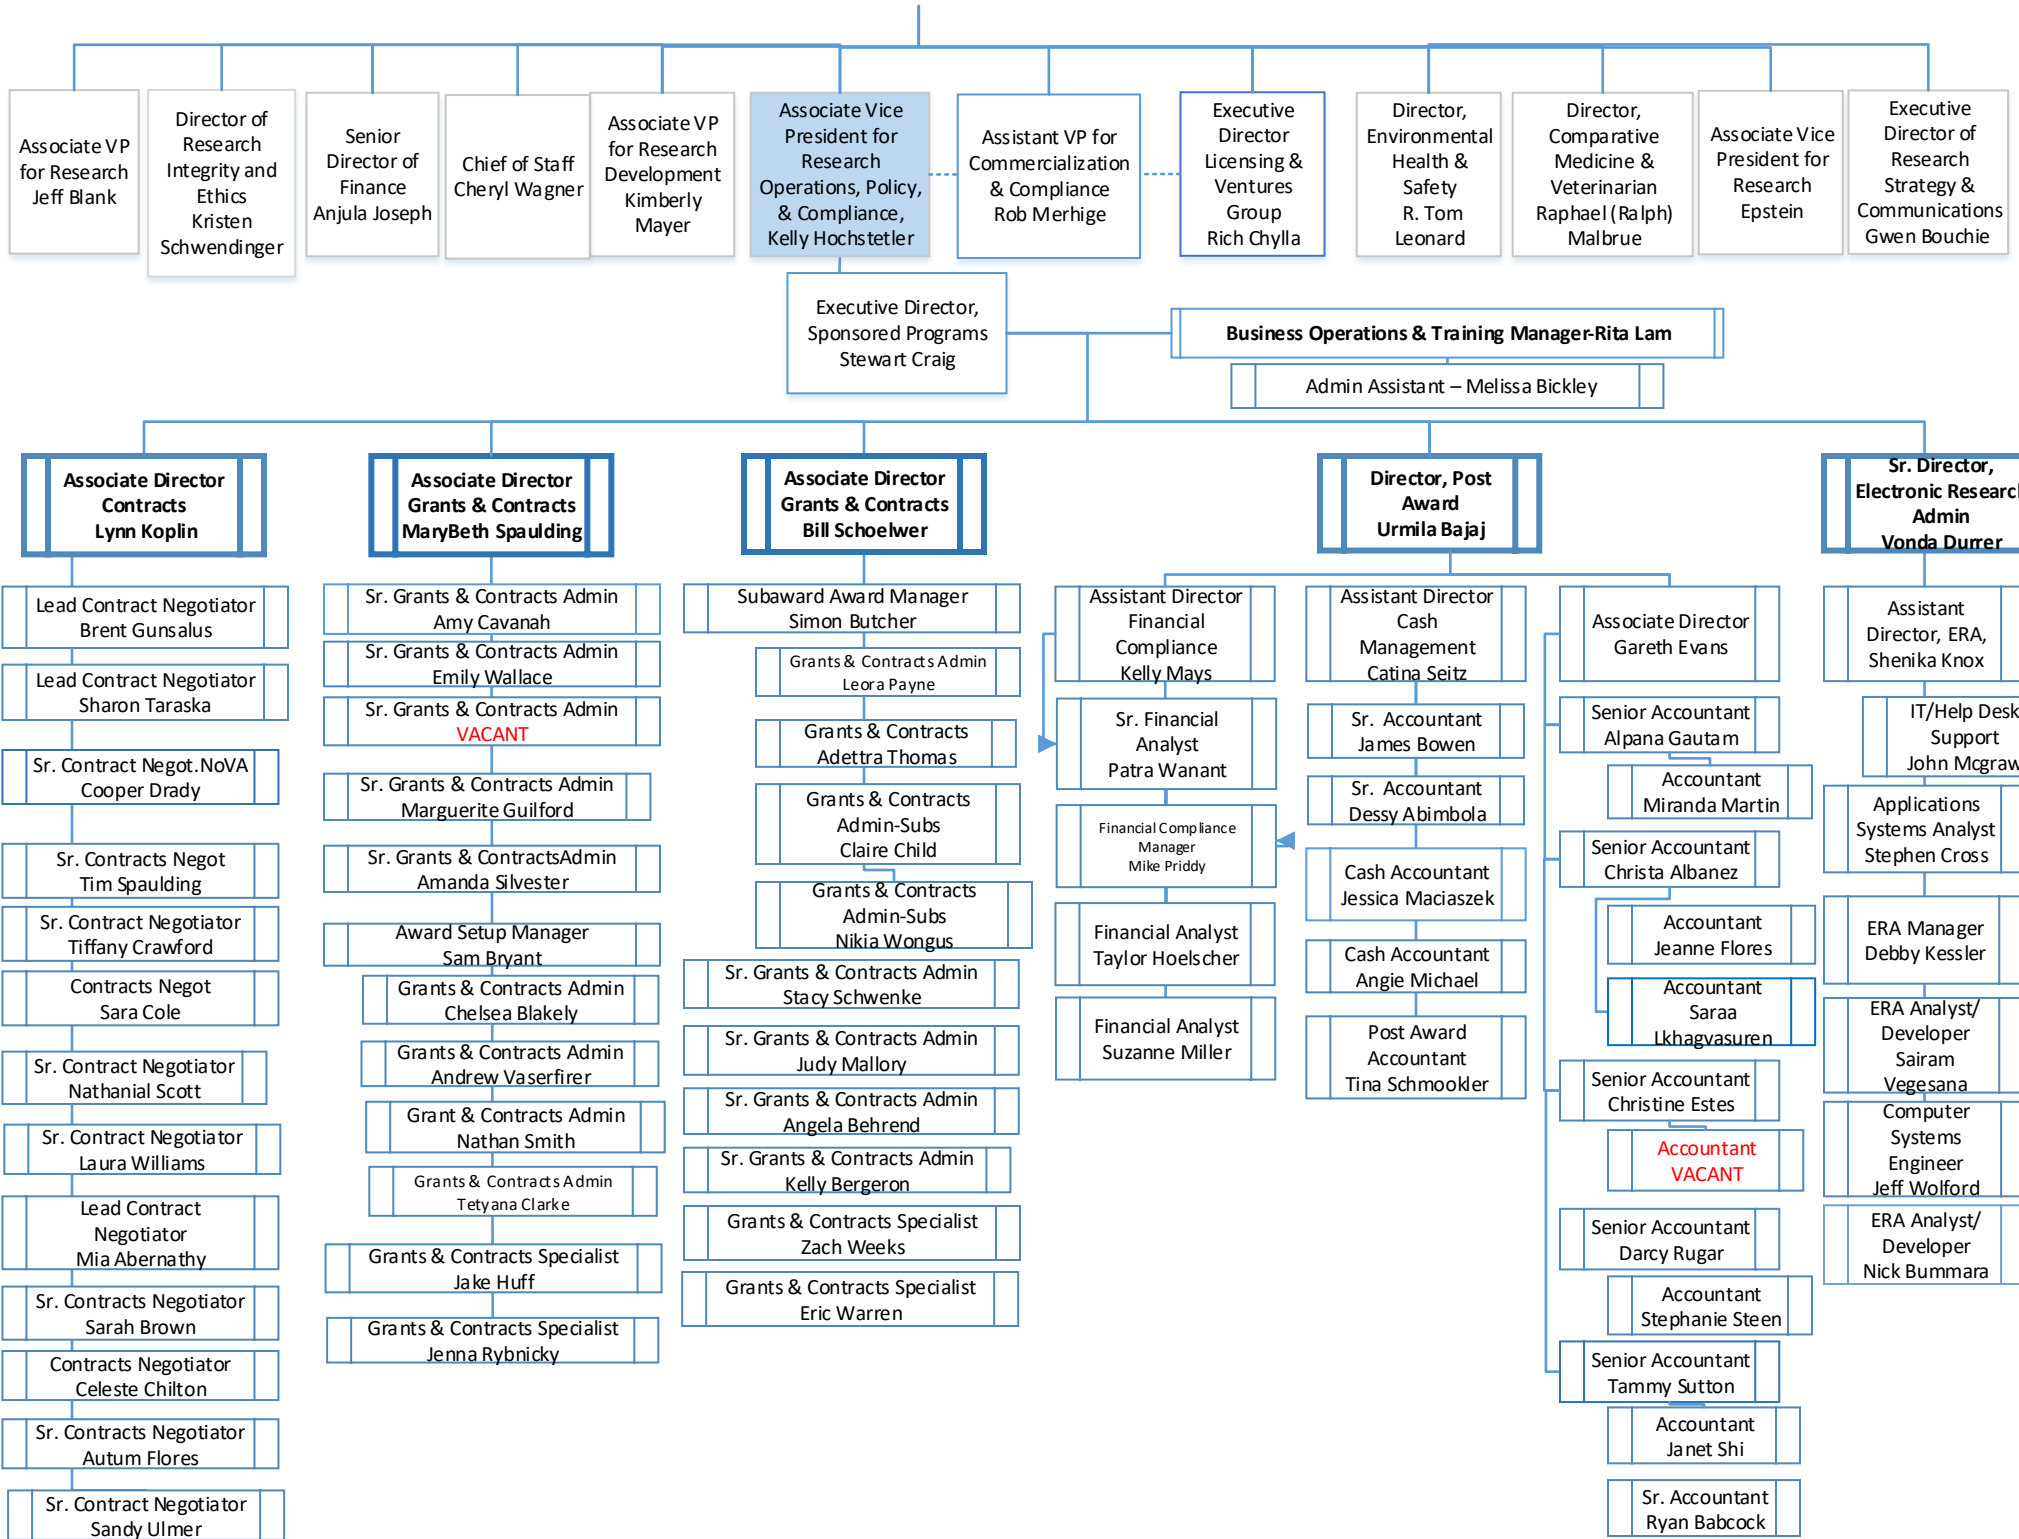 Associate VP
for Research
Jeff Blank
Director of
Research
Integrity and
Ethics
Kristen
Schwendinger
Senior
Director of
Finance
Anjula Joseph
Chief of Staff
Cheryl Wagner
Associate VP
for Research
Development
Kimberly
Mayer
Associate Vice
President for
Research
Operations, Policy,
& Compliance,
Kelly Hochstetler
Assistant VP for
Commercialization
& Compliance
Rob Merhige
Executive
Director
Licensing &
Ventures
Group
Rich Chylla
Director,
Environmental
Health &
Safety
R. Tom
Leonard
Director,
Comparative
Medicine &
Veterinarian
Raphael (Ralph)
Malbrue
Associate Vice
President for
Research
Epstein
Executive
Director of
Research
Strategy &
Communications
Gwen Bouchie
Executive Director,
Sponsored Programs
Stewart Craig
Business Operations & Training Manager-Rita Lam
Admin Assistant – Melissa Bickley
Associate Director
Contracts
Lynn Koplin
Lead Contract Negotiator
Brent Gunsalus
Lead Contract Negotiator
Sharon Taraska
Sr. Contract Negot.NoVA
Cooper Drady
Sr. Contracts Negot
Tim Spaulding
Sr. Contract Negotiator
Tiffany Crawford
Contracts Negot
Sara Cole
Sr. Contract Negotiator
Nathanial Scott
Sr. Contract Negotiator
Laura Williams
Lead Contract
Negotiator
Mia Abernathy
Sr. Contracts Negotiator
Sarah Brown
Contracts Negotiator
Celeste Chilton
Sr. Contracts Negotiator
Autum Flores
Sr. Contract Negotiator
Sandy Ulmer
Associate Director
Grants & Contracts
MaryBeth Spaulding
Sr. Grants & Contracts Admin
Amy Cavanah
Sr. Grants & Contracts Admin
Emily Wallace
Sr. Grants & Contracts Admin
VACANT
Sr. Grants & Contracts Admin
Marguerite Guilford
Sr. Grants & ContractsAdmin
Amanda Silvester
Award Setup Manager
Sam Bryant
Grants & Contracts Admin
Chelsea Blakely
Grants & Contracts Admin
Andrew Vaserfirer
Grant & Contracts Admin
Nathan Smith
Grants & Contracts Admin
Tetyana Clarke
Grants & Contracts Specialist
Jake Huff
Grants & Contracts Specialist
Jenna Rybnicky
Associate Director
Grants & Contracts
Bill Schoelwer
Subaward Award Manager
Simon Butcher
Grants & Contracts Admin
Leora Payne
Grants & Contracts
Adettra Thomas
Grants & Contracts
Admin-Subs
Claire Child
Grants & Contracts
Admin-Subs
Nikia Wongus
Sr. Grants & Contracts Admin
Stacy Schwenke
Sr. Grants & Contracts Admin
Judy Mallory
Sr. Grants & Contracts Admin
Angela Behrend
Sr. Grants & Contracts Admin
Kelly Bergeron
Grants & Contracts Specialist
Zach Weeks
Grants & Contracts Specialist
Eric Warren
Director, Post
Award
Urmila Bajaj
Assistant Director
Financial
Compliance
Kelly Mays
Sr. Financial
Analyst
Patra Wanant
Financial Compliance
Manager
Mike Priddy
Financial Analyst
Taylor Hoelscher
Financial Analyst
Suzanne Miller
Assistant Director
Cash
Management
Catina Seitz
Sr. Accountant
James Bowen
Sr. Accountant
Dessy Abimbola
Cash Accountant
Jessica Maciaszek
Cash Accountant
Angie Michael
Post Award
Accountant
Tina Schmookler
Associate Director
Gareth Evans
Senior Accountant
Alpana Gautam
Accountant
Miranda Martin
Senior Accountant
Christa Albanez
Accountant
Jeanne Flores
Accountant
Saraa
Lkhagvasuren
Senior Accountant
Christine Estes
Accountant
VACANT
Senior Accountant
Darcy Rugar
Accountant
Stephanie Steen
Senior Accountant
Tammy Sutton
Accountant
Janet Shi
Sr. Accountant
Ryan Babcock
Sr. Director,
Electronic Research
Admin
Vonda Durrer
Assistant
Director, ERA,
Shenika Knox
IT/Help Desk
Support
John Mcgraw
Applications
Systems Analyst
Stephen Cross
ERA Manager
Debby Kessler
ERA Analyst/
Developer
Sairam
Vegesana
Computer
Systems
Engineer
Jeff Wolford
ERA Analyst/
Developer
Nick Bummara